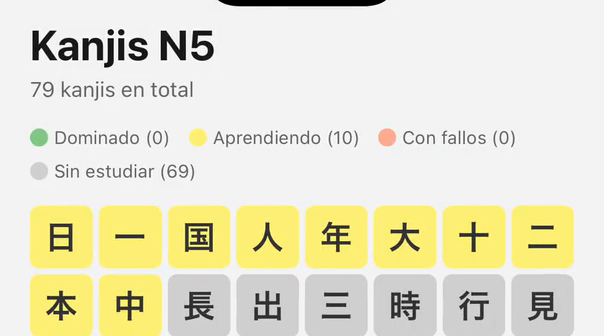 Kanjis N5
79 kanjis en total
Dominado (0) Aprendiendo (10) Con fallos (0)
Sin estudiar (69)
日 一 国 人 年 大 十 二
本 中 長 出 三 時 行 見